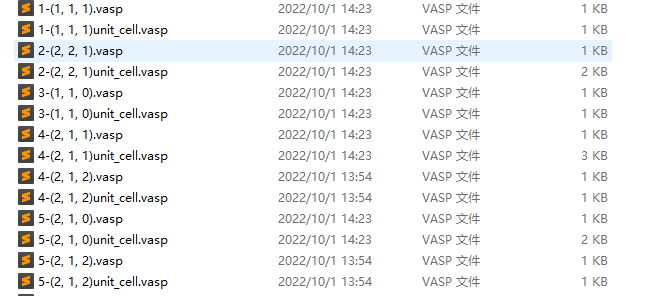 1-(1, 1, 1).vasp 2022/10/1 14:23 VASP 文件 1 KB
1-(1, 1, 1)unit_cell.vasp 2022/10/1 14:23 VASP 文件 1 KB
2-(2, 2, 1).vasp 2022/10/1 14:23 VASP 文件 1 KB
2-(2, 2, 1)unit_cell.vasp 2022/10/1 14:23 VASP 文件 2 KB
3-(1, 1, 0).vasp 2022/10/1 14:23 VASP 文件 1 KB
3-(1, 1, 0)unit_cell.vasp 2022/10/1 14:23 VASP 文件 1 KB
4-(2, 1, 1).vasp 2022/10/1 14:23 VASP 文件 1 KB
4-(2, 1, 1)unit_cell.vasp 2022/10/1 14:23 VASP 文件 3 KB
4-(2, 1, 2).vasp 2022/10/1 13:54 VASP 文件 1 KB
4-(2, 1, 2)unit_cell.vasp 2022/10/1 13:54 VASP 文件 1 KB
5-(2, 1, 0).vasp 2022/10/1 14:23 VASP 文件 1 KB
5-(2, 1, 0)unit_cell.vasp 2022/10/1 14:23 VASP 文件 2 KB
5-(2, 1, 2).vasp 2022/10/1 13:54 VASP 文件 1 KB
5-(2, 1, 2)unit_cell.vasp 2022/10/1 13:54 VASP 文件 1 KB